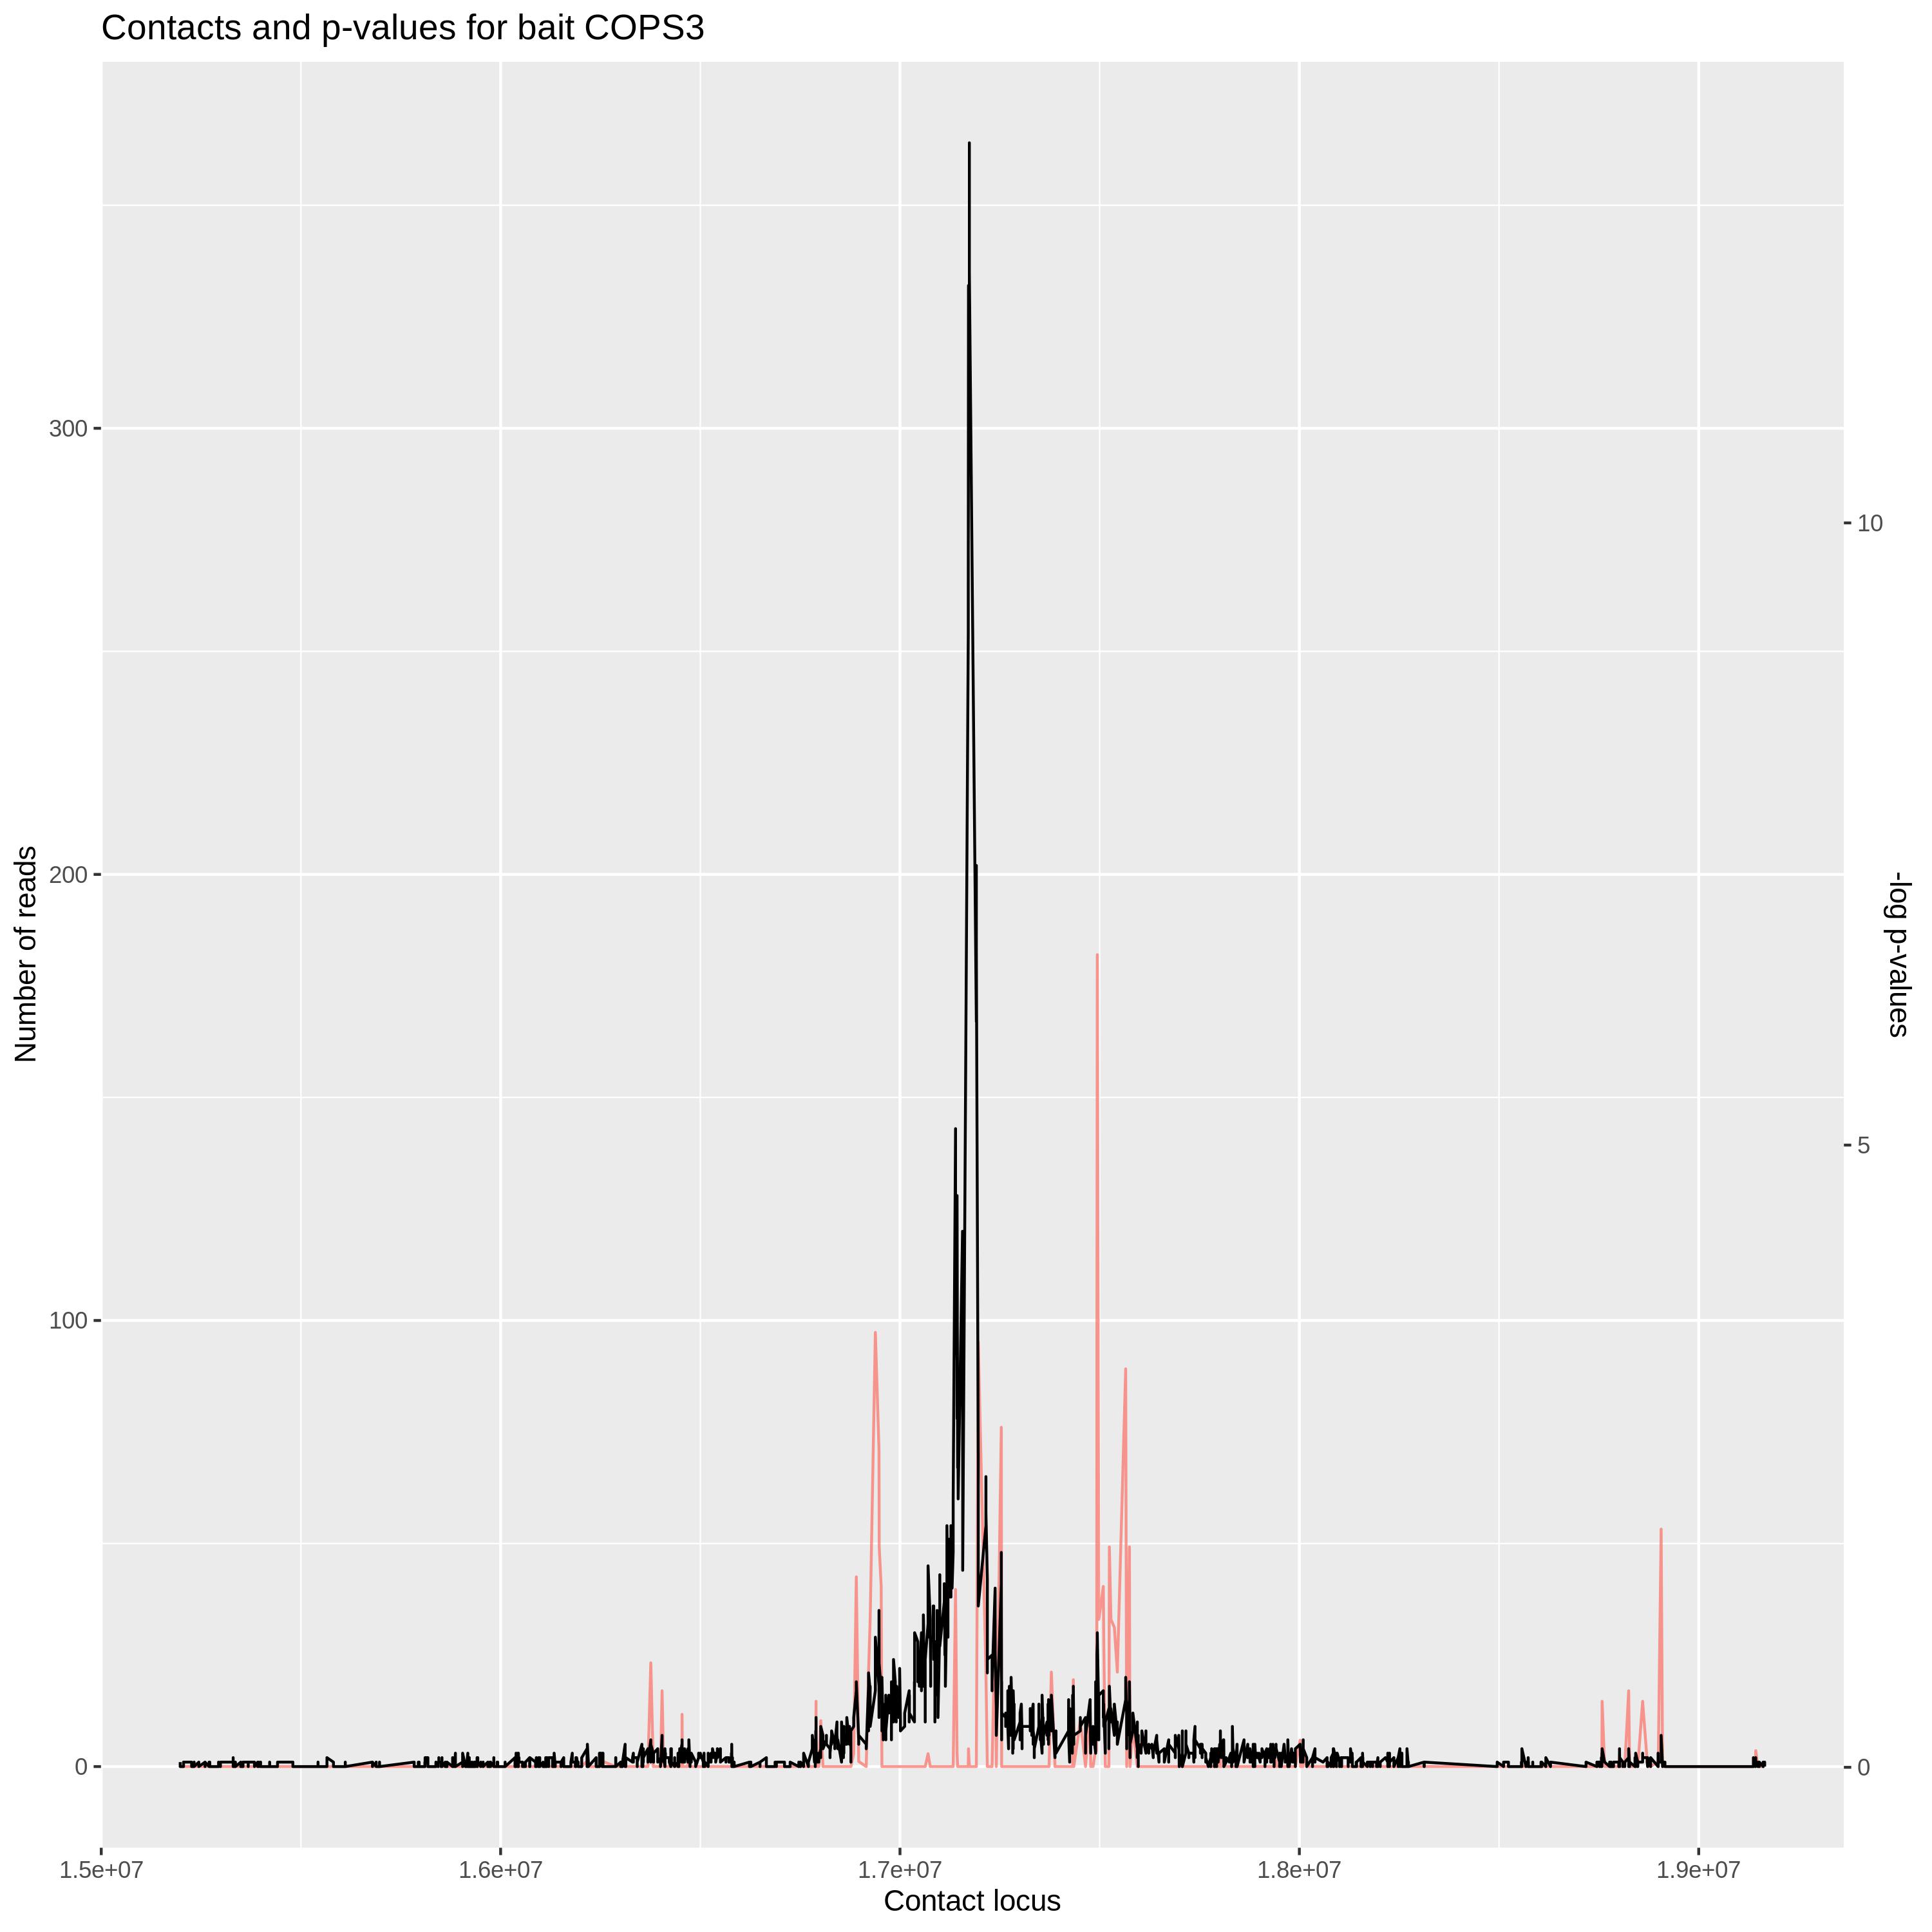 Contacts and p-values for bait COPS3
300
200
100
0
Number of reads
10
5
0
-log p-values
1.5e+07 1.6e+07 1.7e+07 1.8e+07 1.9e+07
Contact locus